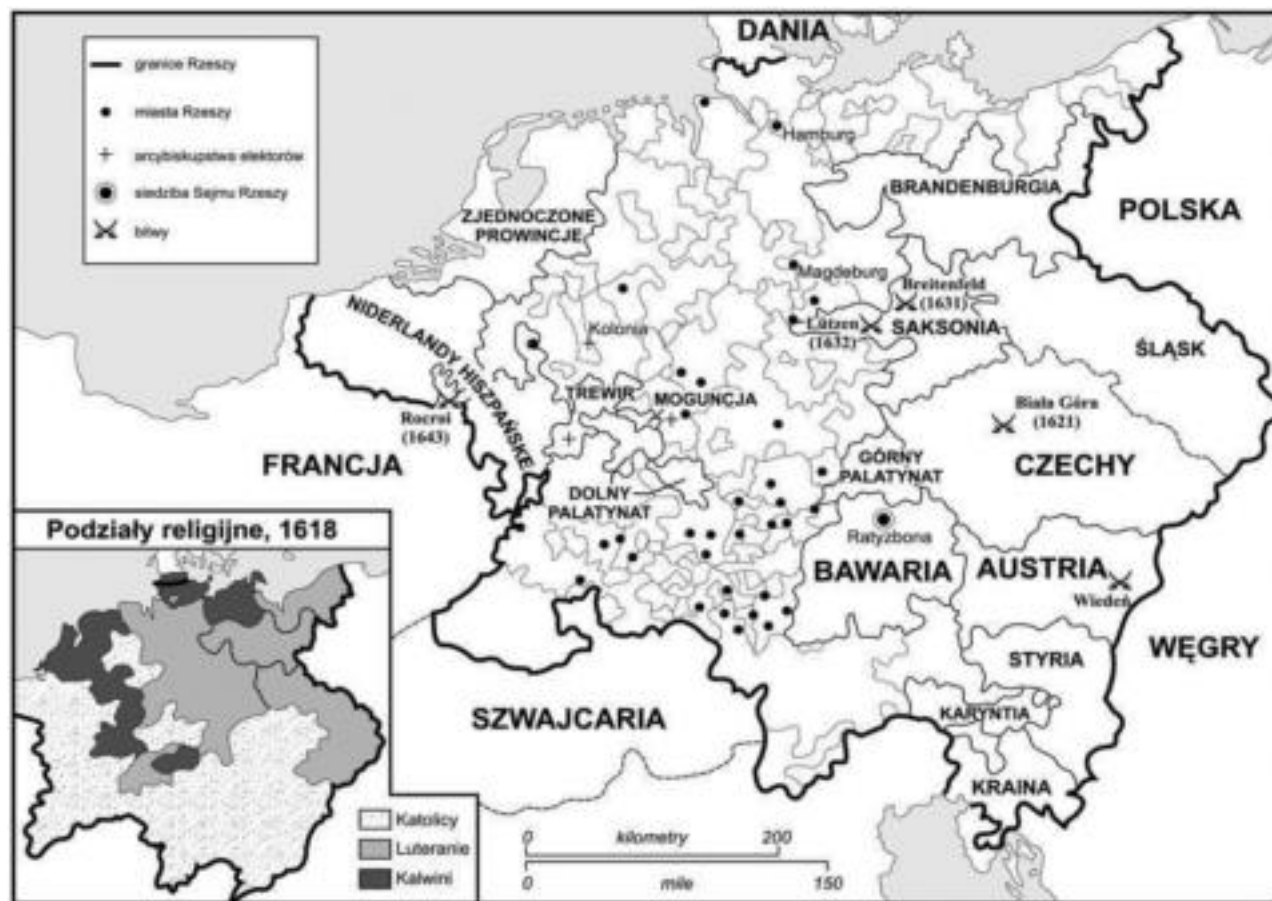 DANIA
granice Rzeszy
miasta Rzeszy
arcybiskupstwa elektorów
siedziba Sejmu Rzeszy
bitwy
Hamburg
BRANDENBURGIA
POLSKA
ZJEDNOCZONE
PROWINCJE
Magdeburg
Breitenfeld
(1631)
NIDERLANDY HISZPAŃSKIE
Kolonia
Lützen
(1632)
SAKSONIA
ŚLĄSK
TREWIR
MOGUNCJA
Biała Góra
(1621)
Rocroi
(1643)
FRANCJA
GÓRNY
PALATYNAT
CZECHY
DOLNY
PALATYNAT
Ratyzbona
BAWARIA
AUSTRIA
Wiedeń
WĘGRY
STYRIA
SZWAJCARIA
KARYNTIA
KRAINA
Podziały religijne, 1618
Katolicy
Luteranie
Kalwini
0 kilometry 200
0 mile 150